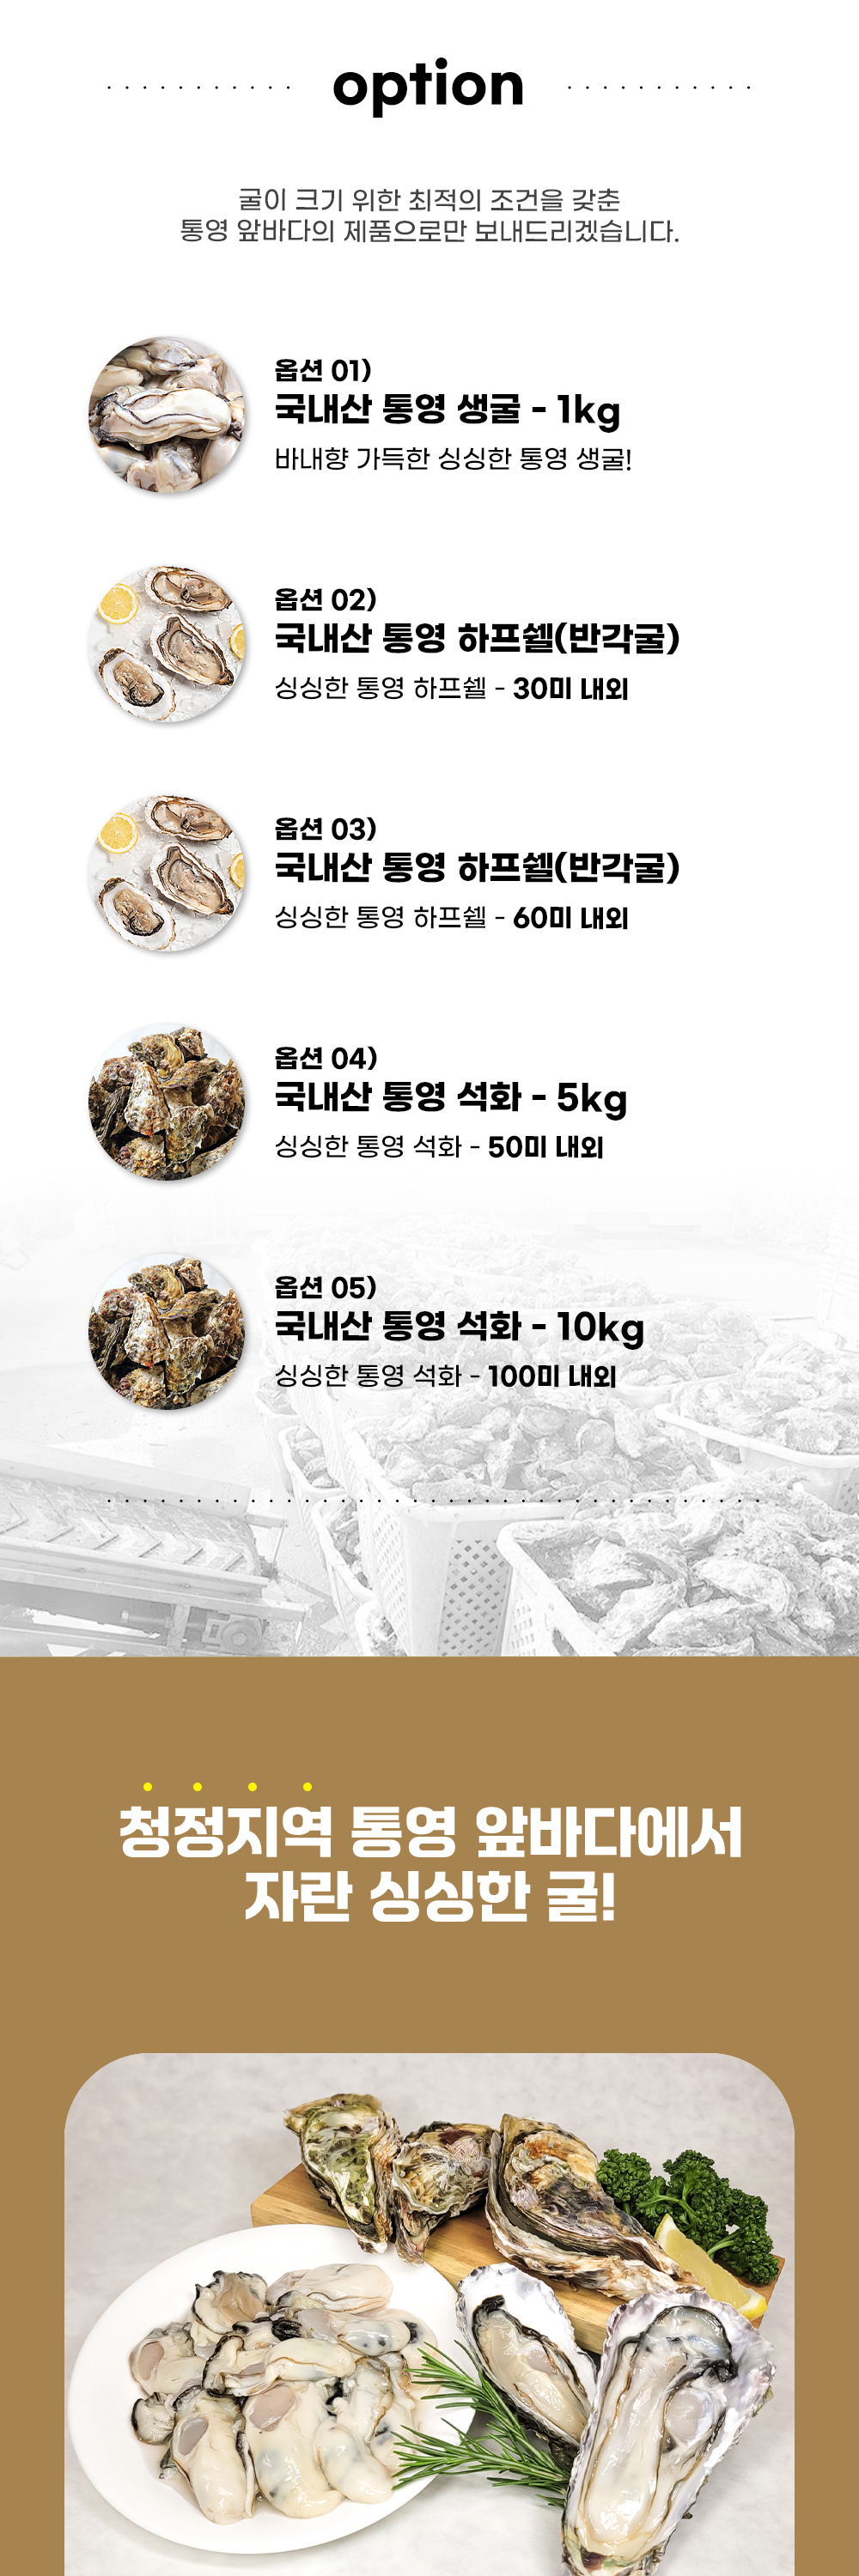 option
굴이 크기 위한 최적의 조건을 갖춘
통영 앞바다의 제품으로만 보내드리겠습니다.
옵션 01)
국내산 통영 생굴 - 1kg
바내향 가득한 싱싱한 통영 생굴!
옵션 02)
국내산 통영 하프쉘(반각굴)
싱싱한 통영 하프쉘 - 30미 내외
옵션 03)
국내산 통영 하프쉘(반각굴)
싱싱한 통영 하프쉘 - 60미 내외
옵션 04)
국내산 통영 석화 - 5kg
싱싱한 통영 석화 - 50미 내외
옵션 05)
국내산 통영 석화 - 10kg
싱싱한 통영 석화 - 100미 내외
청정지역 통영 앞바다에서
자란 싱싱한 굴!